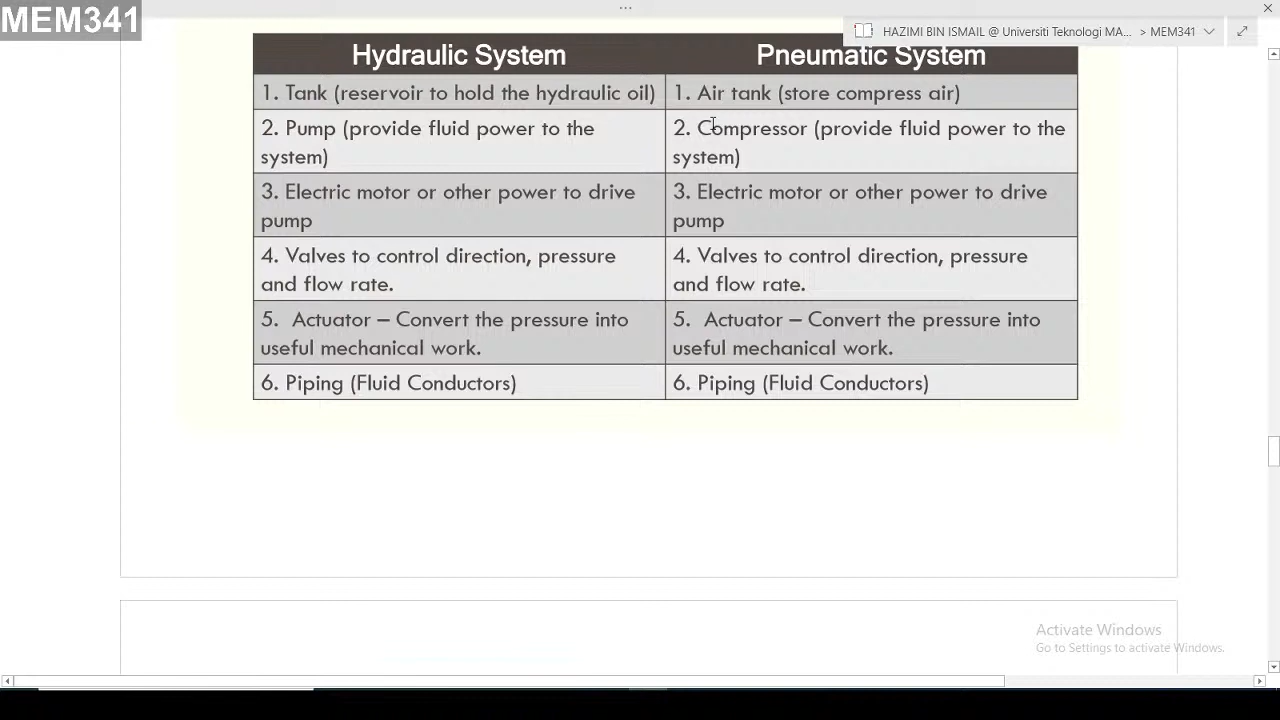 MEM341
HAZIMI BIN ISMAIL @ Universiti Teknologi MA... > MEM341
Hydraulic System
Pneumatic System
1. Tank (reservoir to hold the hydraulic oil)
1. Air tank (store compress air)
2. Pump (provide fluid power to the
system)
2. Compressor (provide fluid power to the
system)
3. Electric motor or other power to drive
pump
3. Electric motor or other power to drive
pump
4. Valves to control direction, pressure
and flow rate.
4. Valves to control direction, pressure
and flow rate.
5. Actuator – Convert the pressure into
useful mechanical work.
5. Actuator – Convert the pressure into
useful mechanical work.
6. Piping (Fluid Conductors)
6. Piping (Fluid Conductors)
Activate Windows
Go to Settings to activate Windows.